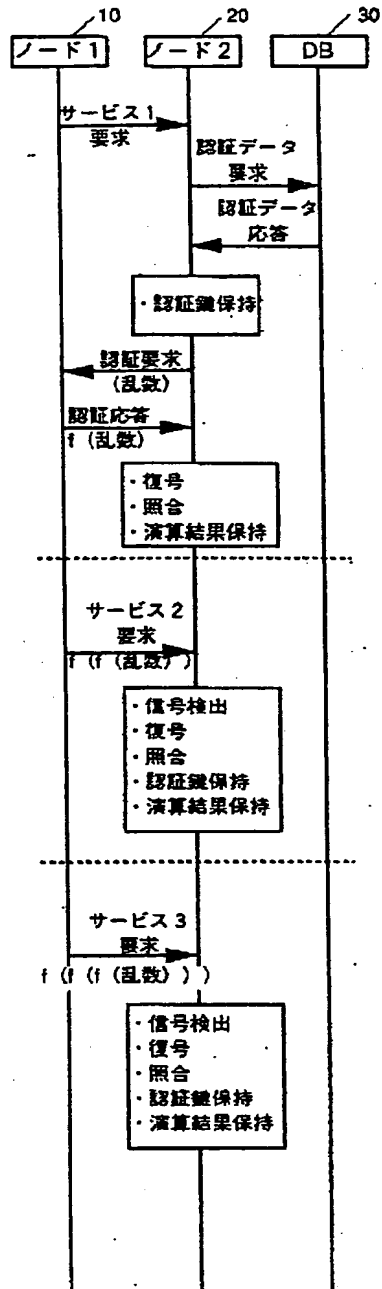 10
20
30
ノード1
ノード2
DB
サービス1
要求
認証データ
要求
認証データ
応答
・認証鍵保持
認証要求
(乱数)
認証応答
f (乱数)
・復号
・照合
・演算結果保持
サービス2
要求
f (f (乱数) )
・信号検出
・復号
・照合
・認証鍵保持
・演算結果保持
サービス3
要求
f (f (f (乱数) ) )
・信号検出
・復号
・照合
・認証鍵保持
・演算結果保持